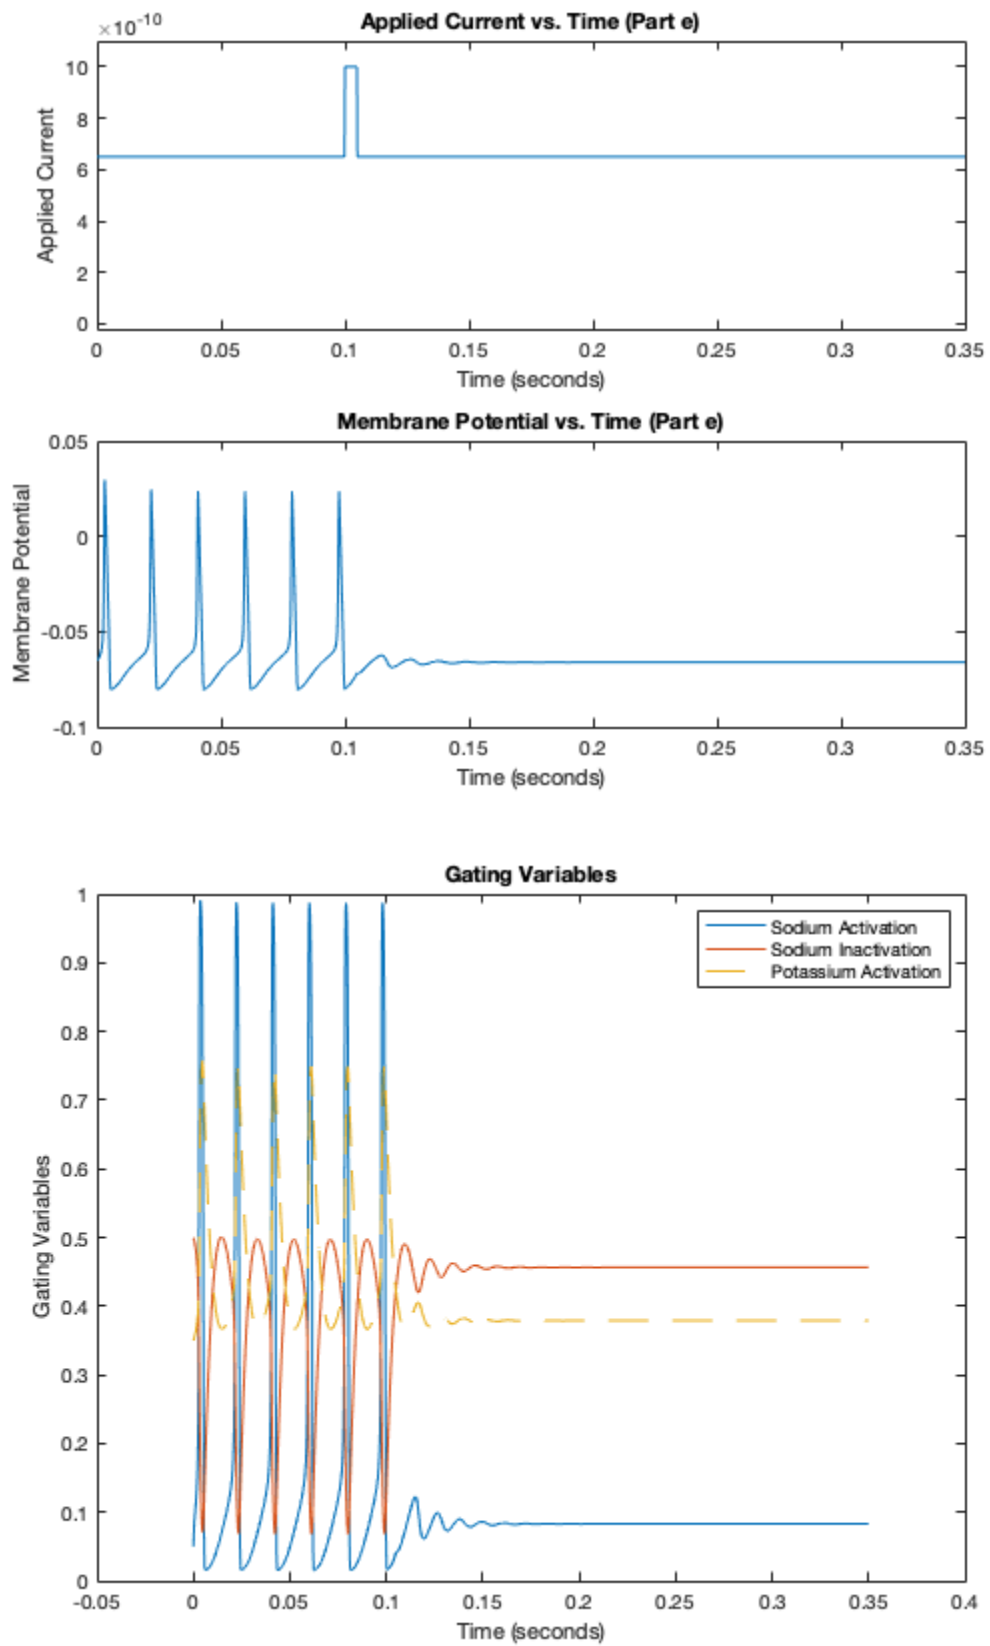 Applied Current vs. Time (Part e)
×10⁻¹⁰
10
8
6
4
2
0
Applied Current
0 0.05 0.1 0.15 0.2 0.25 0.3 0.35
Time (seconds)
Membrane Potential vs. Time (Part e)
0.05
0
-0.05
-0.1
Membrane Potential
0 0.05 0.1 0.15 0.2 0.25 0.3 0.35
Time (seconds)
Gating Variables
1
0.9
0.8
0.7
0.6
0.5
0.4
0.3
0.2
0.1
0
Gating Variables
Sodium Activation
Sodium Inactivation
Potassium Activation
-0.05 0 0.05 0.1 0.15 0.2 0.25 0.3 0.35 0.4
Time (seconds)